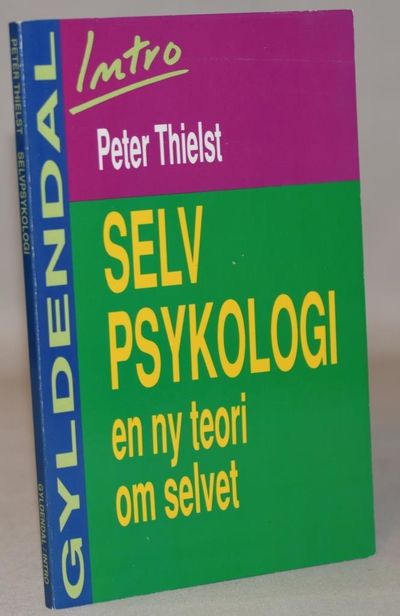 Intro
Peter Thielst
SELV
PSYKOLOGI
en ny teori
om selvet
GYLDENDAL
PETER THIELST SELVPSYKOLOGI GYLDENDAL / INTRO